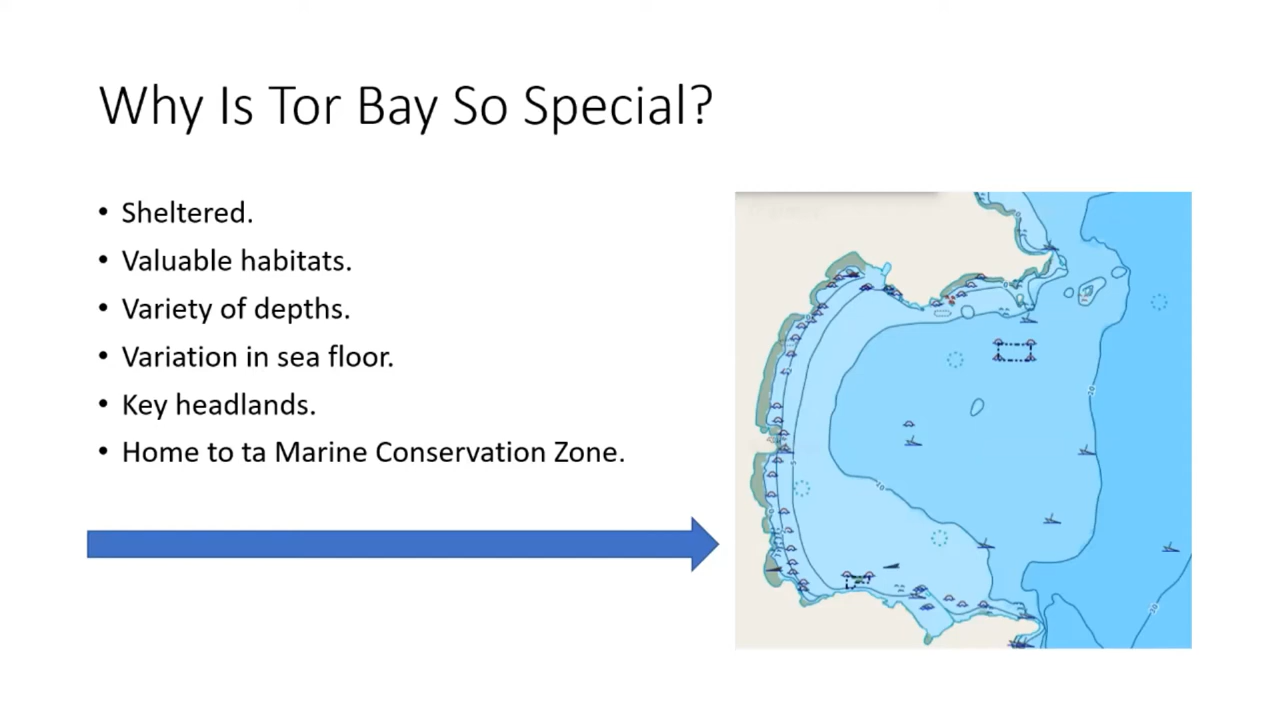 Why Is Tor Bay So Special?
• Sheltered.
• Valuable habitats.
• Variety of depths.
• Variation in sea floor.
• Key headlands.
• Home to ta Marine Conservation Zone.
20